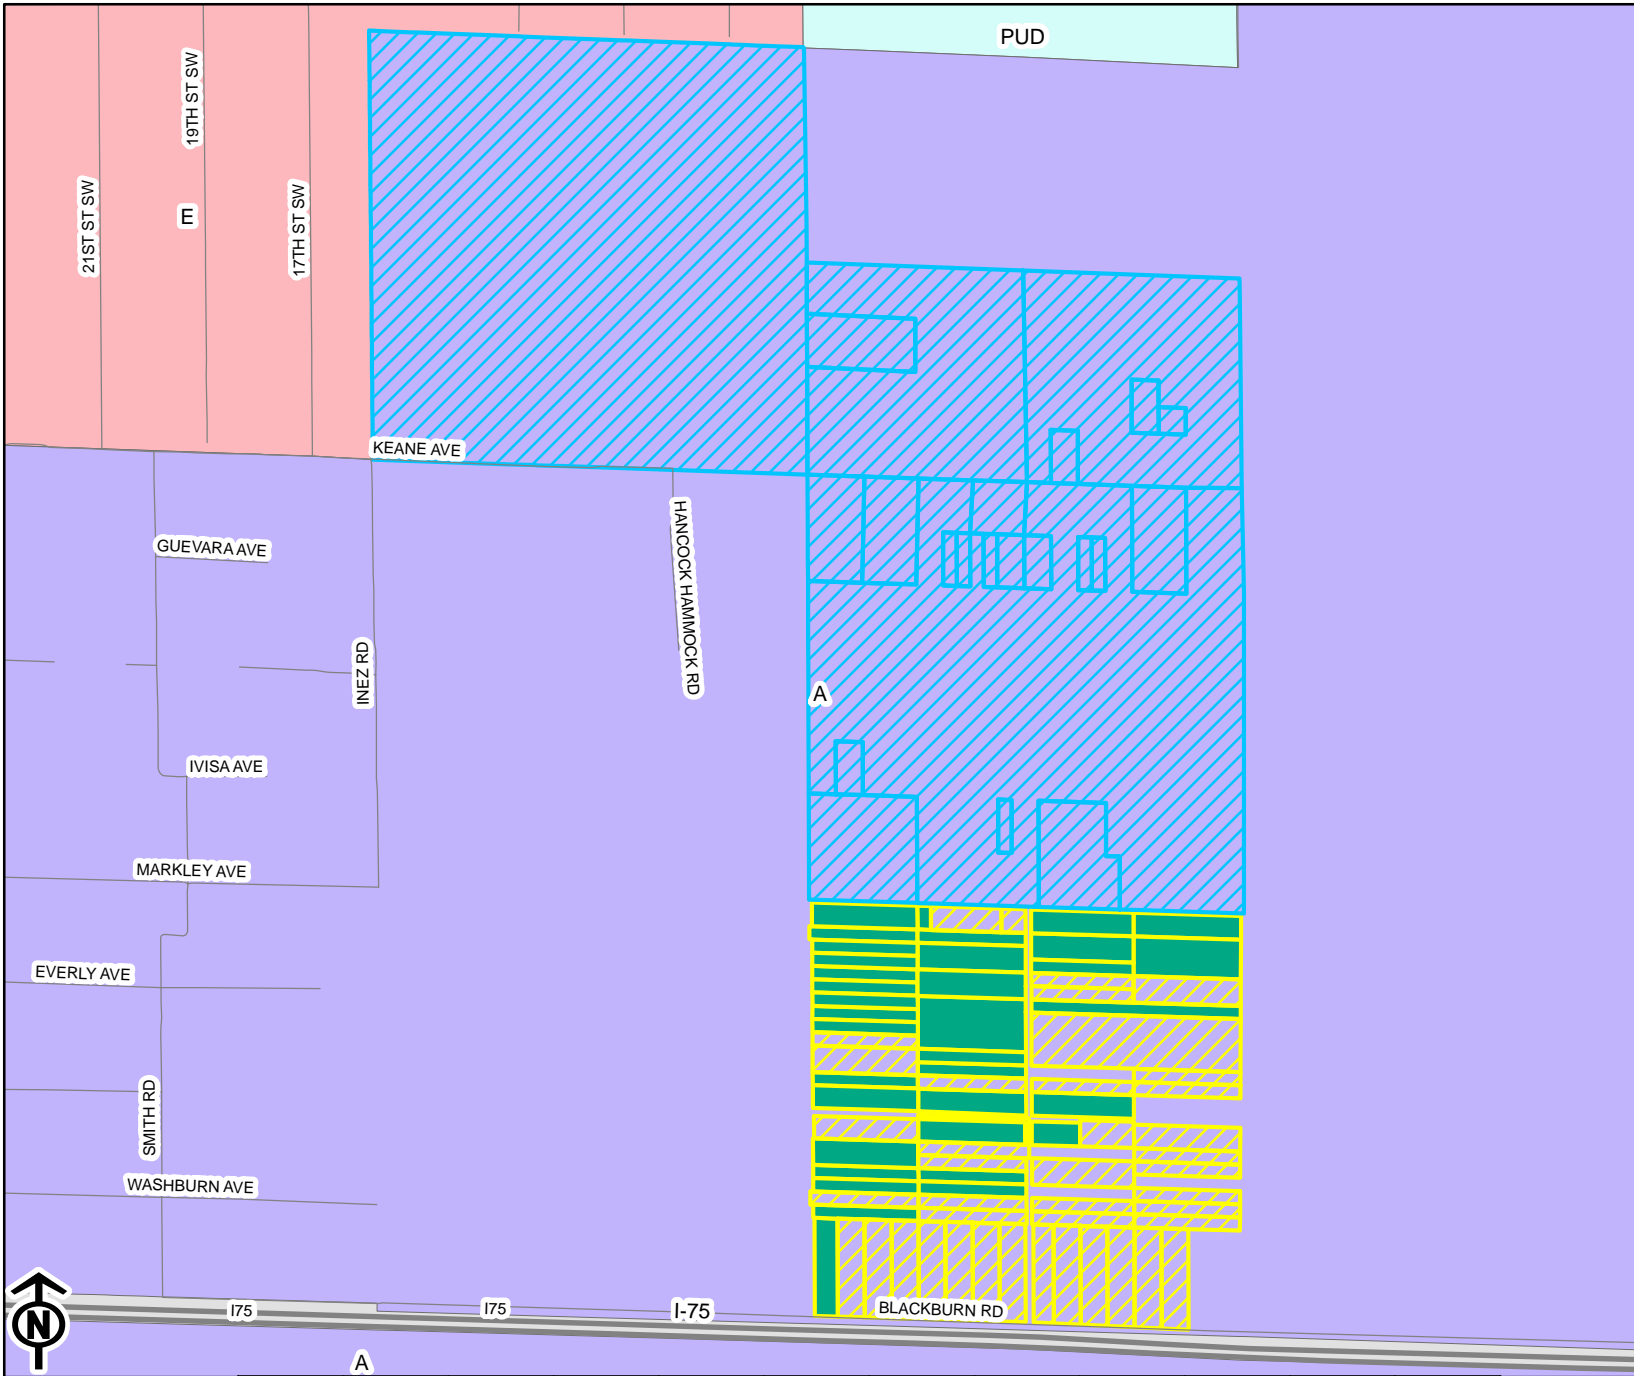 PUD
19TH ST SW
21ST ST SW
E
17TH ST SW
KEANE AVE
HANCOCK HAMMOCK RD
GUEVARA AVE
INEZ RD
A
IVISA AVE
MARKLEY AVE
EVERLY AVE
SMITH RD
WASHBURN AVE
I75
I75
I-75
BLACKBURN RD
N
A